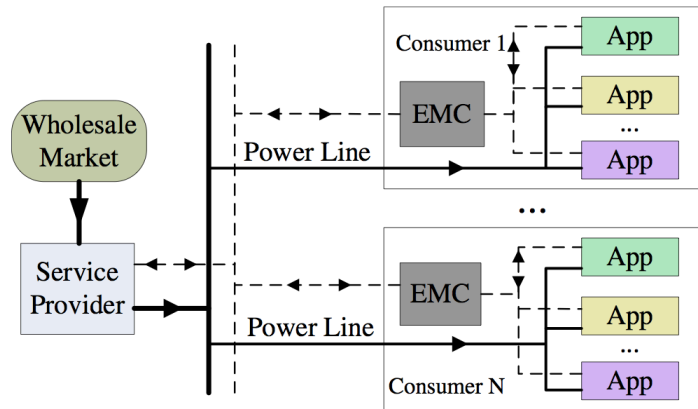 Consumer 1
App
App
...
App
EMC
Power Line
Wholesale
Market
...
Service
Provider
App
App
...
App
EMC
Power Line
Consumer N